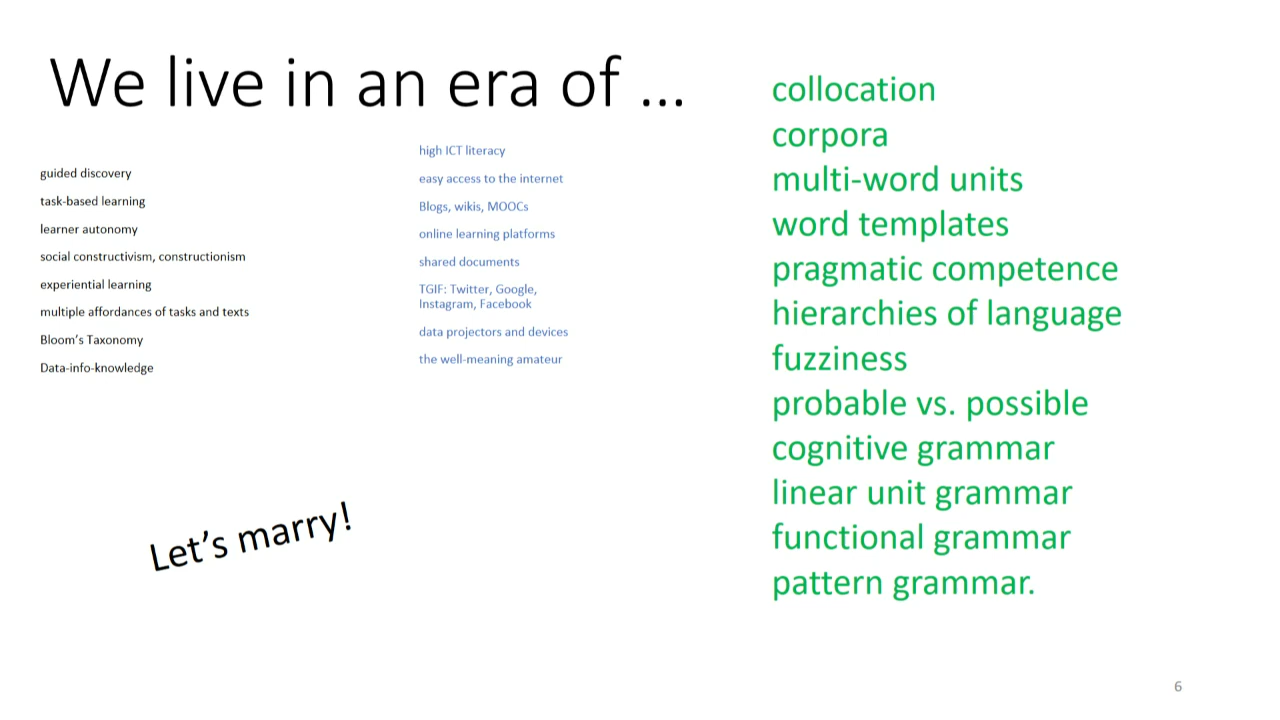 We live in an era of ...
guided discovery
task-based learning
learner autonomy
social constructivism, constructionism
experiential learning
multiple affordances of tasks and texts
Bloom's Taxonomy
Data-info-knowledge
high ICT literacy
easy access to the internet
Blogs, wikis, MOOCs
online learning platforms
shared documents
TGIF: Twitter, Google,
Instagram, Facebook
data projectors and devices
the well-meaning amateur
collocation
corpora
multi-word units
word templates
pragmatic competence
hierarchies of language
fuzziness
probable vs. possible
cognitive grammar
linear unit grammar
functional grammar
pattern grammar.
Let's marry!
6